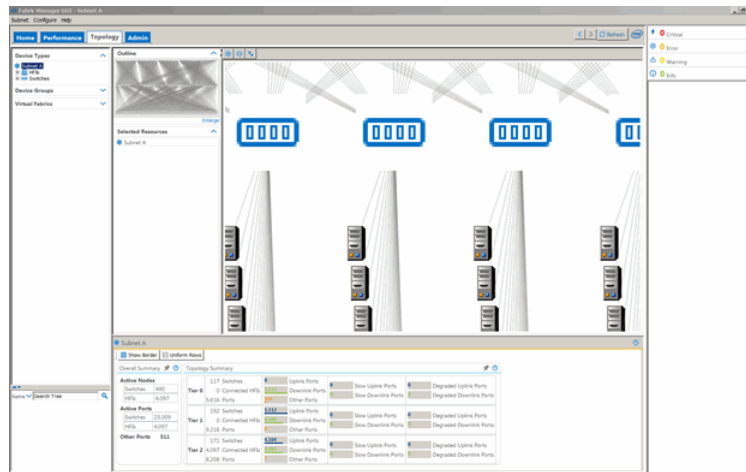 Fabric Manager GUI - Subnet A
Subnet Configure Help
Home Performance Topology Admin
Refresh
Device Types
Subnet A
HFIs
Switches
Device Groups
Virtual Fabrics
Outline
Enlarge
Selected Resources
Subnet A
Critical
Error
Warning
Info
Subnet A
Show Border Uniform Rows
Overall Summary
Active Nodes
Switches 480
HFIs 4,097
Active Ports
Switches 23,009
HFIs 4,097
Other Ports 511
Topology Summary
Tier 0
117 Switches
0 Connected HFIs
5,616 Ports
Uplink Ports
Downlink Ports
Other Ports
Slow Uplink Ports
Slow Downlink Ports
Degraded Uplink Ports
Degraded Downlink Ports
Tier 1
192 Switches
0 Connected HFIs
9,216 Ports
Uplink Ports
Downlink Ports
Other Ports
Slow Uplink Ports
Slow Downlink Ports
Degraded Uplink Ports
Degraded Downlink Ports
Tier 2
171 Switches
4,097 Connected HFIs
8,208 Ports
Uplink Ports
Downlink Ports
Other Ports
Slow Uplink Ports
Slow Downlink Ports
Degraded Uplink Ports
Degraded Downlink Ports
Name Search Tree